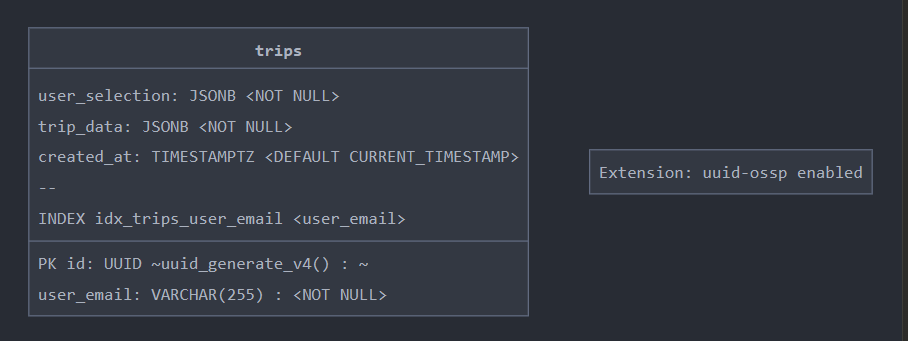 trips
user_selection: JSONB <NOT NULL>
trip_data: JSONB <NOT NULL>
created_at: TIMESTAMPTZ <DEFAULT CURRENT_TIMESTAMP>
--
INDEX idx_trips_user_email <user_email>
PK id: UUID ~uuid_generate_v4() : ~
user_email: VARCHAR(255) : <NOT NULL>
Extension: uuid-ossp enabled